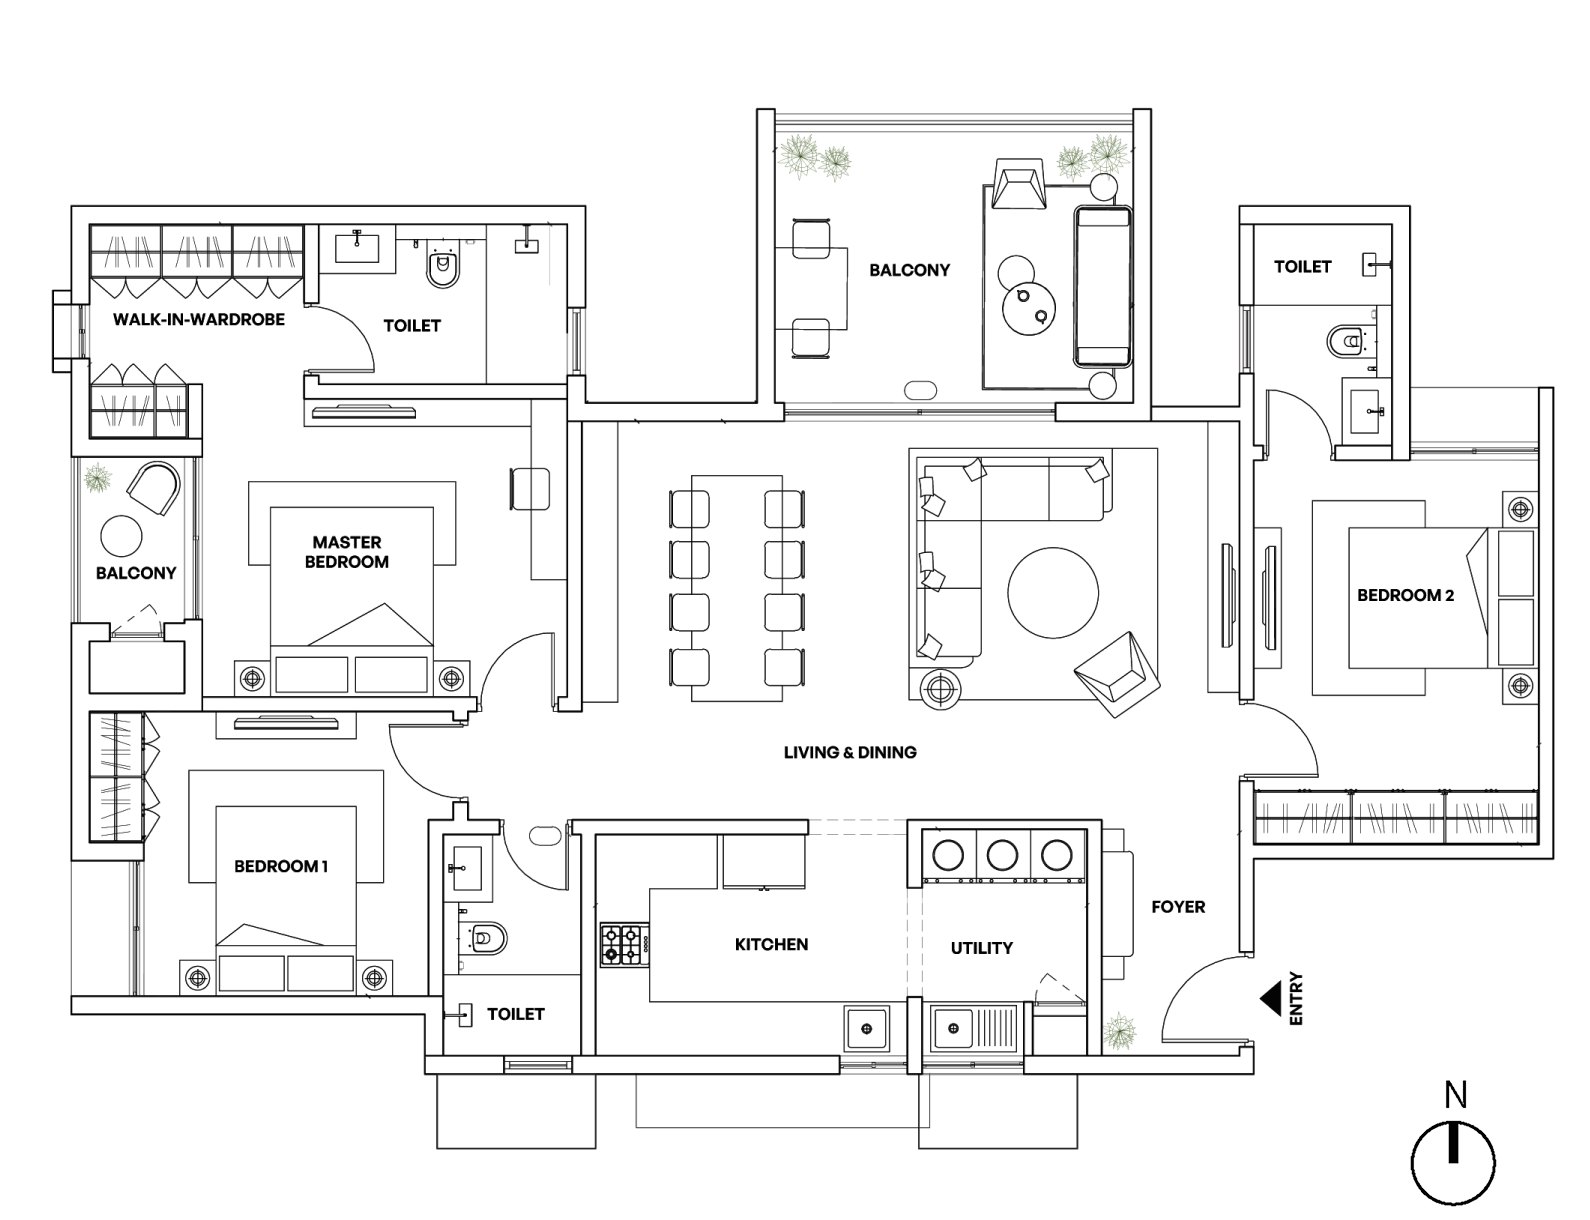 BALCONY
TOILET
WALK-IN-WARDROBE
TOILET
MASTER
BEDROOM
BALCONY
BEDROOM 2
LIVING & DINING
BEDROOM 1
FOYER
KITCHEN
UTILITY
ENTRY
TOILET
N